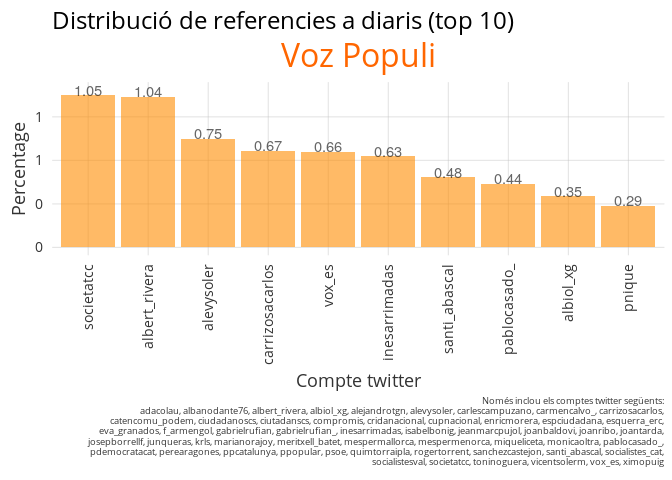 Distribució de referencies a diaris (top 10)
Voz Populi
1.05 1.04 0.75 0.67 0.66 0.63 0.48 0.44 0.35 0.29
Percentage
1
1
0
0
societatcc albert_rivera alevysoler carrizosacarlos vox_es inesarrimadas santi_abascal pablocasado_ albiol_xg pnique
Compte twitter
Només inclou els comptes twitter següents:
adacolau, albanodante76, albert_rivera, albiol_xg, alejandrotgn, alevysoler, carlescampuzano, carmencalvo_, carrizosacarlos,
catencomu_podem, ciudadanoscs, ciutadanscs, compromis, cridanacional, cupnacional, enricmorera, espciudadana, esquerra_erc,
eva_granados, f_armengol, gabrielrufian, gabrielrufian_, inesarrimadas, isabelbonig, jeanmarcpujol, joanbaldovi, joanribo, joantarda,
josepborrellf, junqueras, krls, marianorajoy, meritxell_batet, mespermallorca, mespermenorca, miqueliceta, monicaoltra, pablocasado_,
pdemocratacat, perearagones, ppcatalunya, ppopular, psoe, quimtorraipla, rogertorrent, sanchezcastejon, santi_abascal, socialistes_cat,
socialistesval, societatcc, toninoguera, vicentsolerm, vox_es, ximopuig